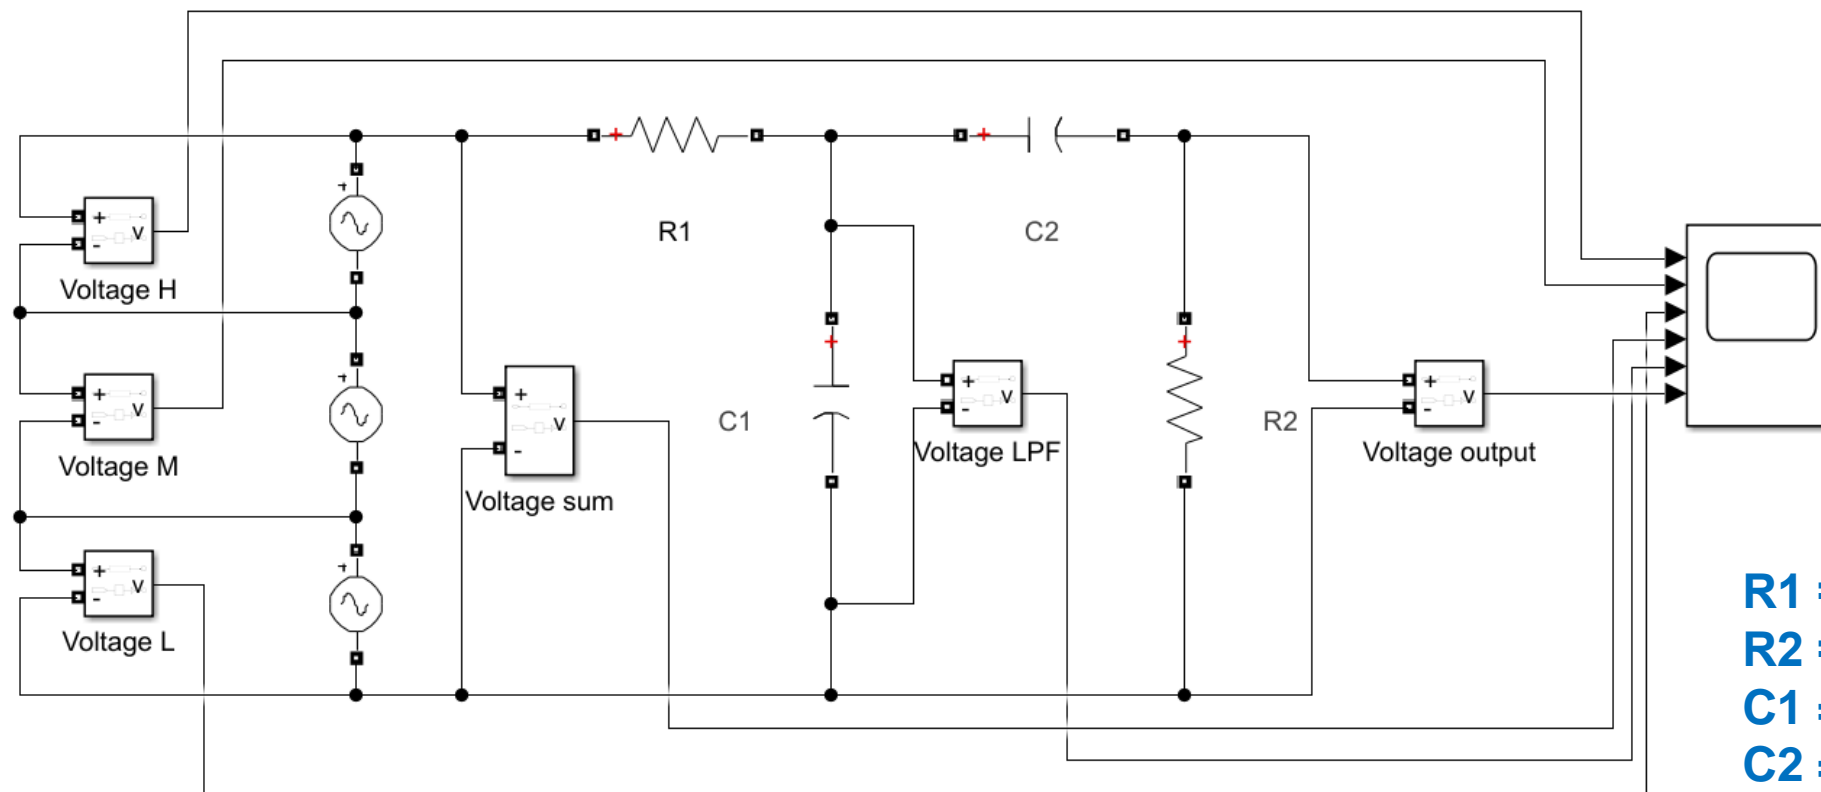 R1
C2
+
- v
Voltage H
+
- v
Voltage M
+
- v
Voltage L
+
v
-
Voltage sum
C1
+
- v
Voltage LPF
R2
+
- v
Voltage output
R1 =
R2 =
C1 =
C2 =